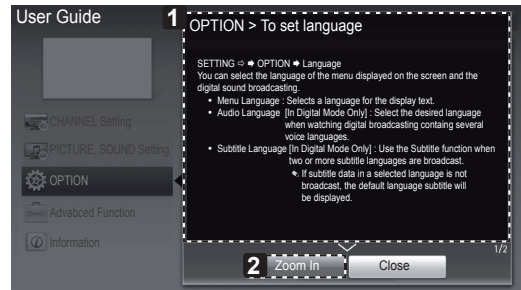 User Guide
1
OPTION > To set language
SETTING ⇨ ➡ OPTION ➡ Language
You can select the language of the menu displayed on the screen and the
digital sound broadcasting.
• Menu Language : Selects a language for the display text.
• Audio Language [In Digital Mode Only] : Select the desired language
when watching digital broadcasting containg several
voice languages.
• Subtitle Language [In Digital Mode Only] : Use the Subtitle function when
two or more subtitle languages are broadcast.
If subtitle data in a selected language is not
broadcast, the default language subtitle will
be displayed.
CHANNEL Setting
PICTURE, SOUND Setting
OPTION
Advabced Function
Information
1/2
2
Zoom In
Close